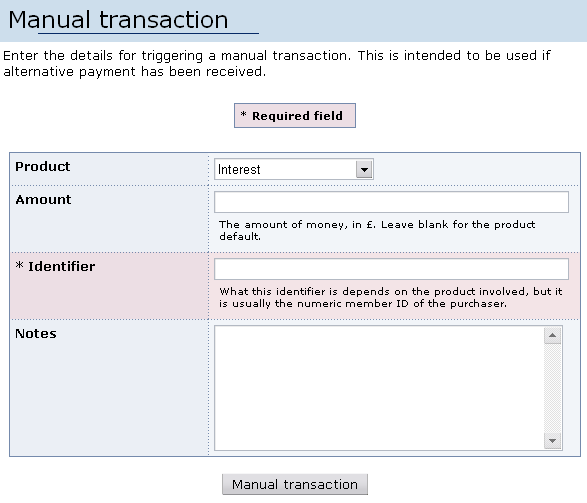 Manual transaction
Enter the details for triggering a manual transaction. This is intended to be used if
alternative payment has been received.
* Required field
Product
Interest
Amount
The amount of money, in £. Leave blank for the product
default.
* Identifier
What this identifier is depends on the product involved, but it
is usually the numeric member ID of the purchaser.
Notes
Manual transaction